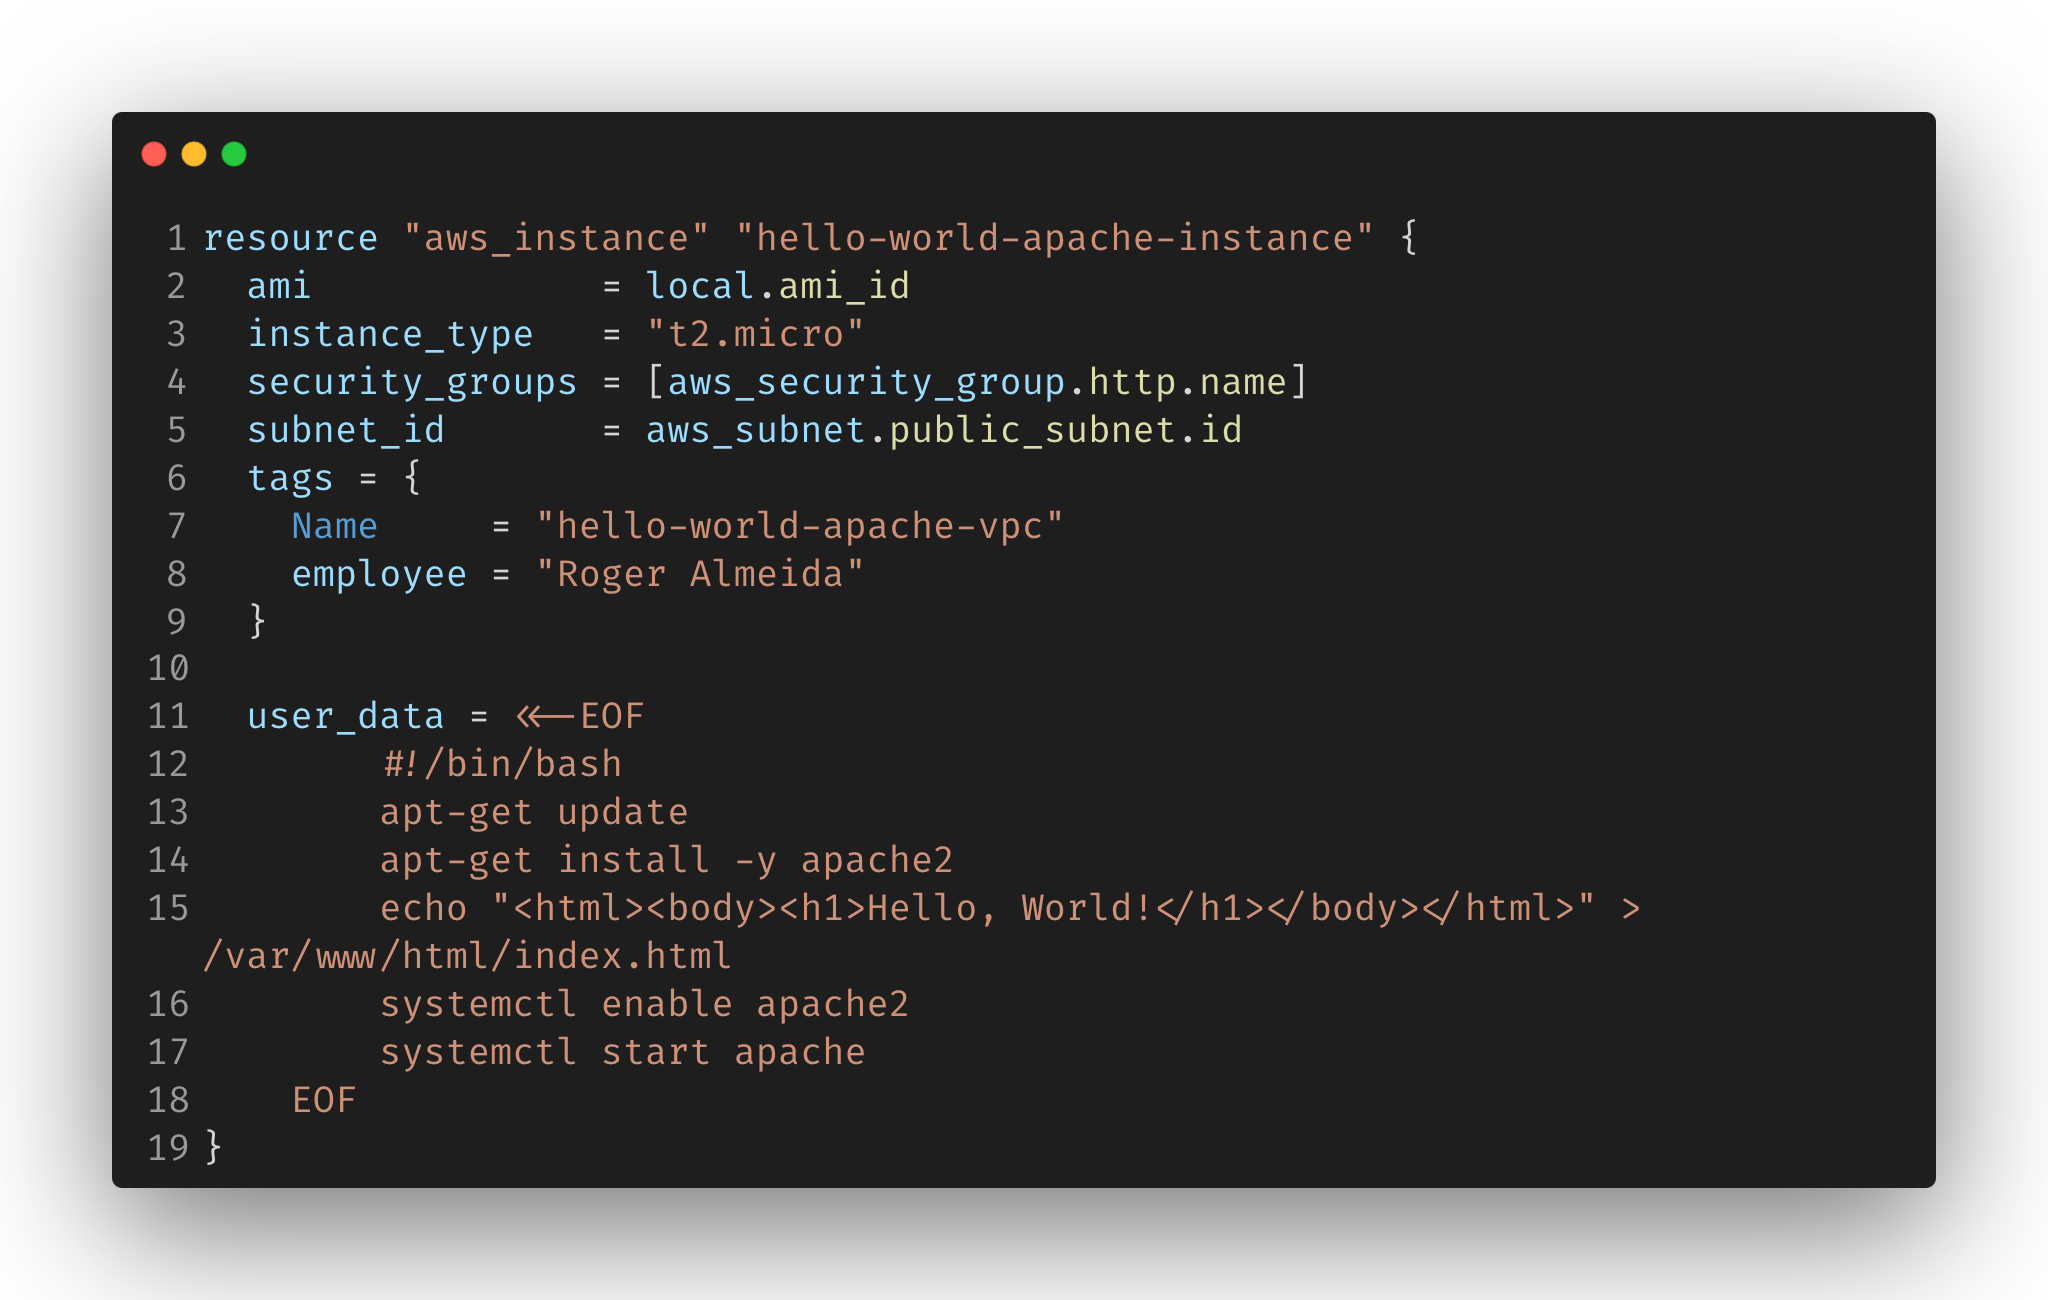 1 resource "aws_instance" "hello-world-apache-instance" {
2   ami             = local.ami_id
3   instance_type   = "t2.micro"
4   security_groups = [aws_security_group.http.name]
5   subnet_id       = aws_subnet.public_subnet.id
6   tags = {
7     Name     = "hello-world-apache-vpc"
8     employee = "Roger Almeida"
9   }
10
11   user_data = <<-EOF
12         #!/bin/bash
13         apt-get update
14         apt-get install -y apache2
15         echo "<html><body><h1>Hello, World!</h1></body></html>" >
/var/www/html/index.html
16         systemctl enable apache2
17         systemctl start apache
18     EOF
19 }